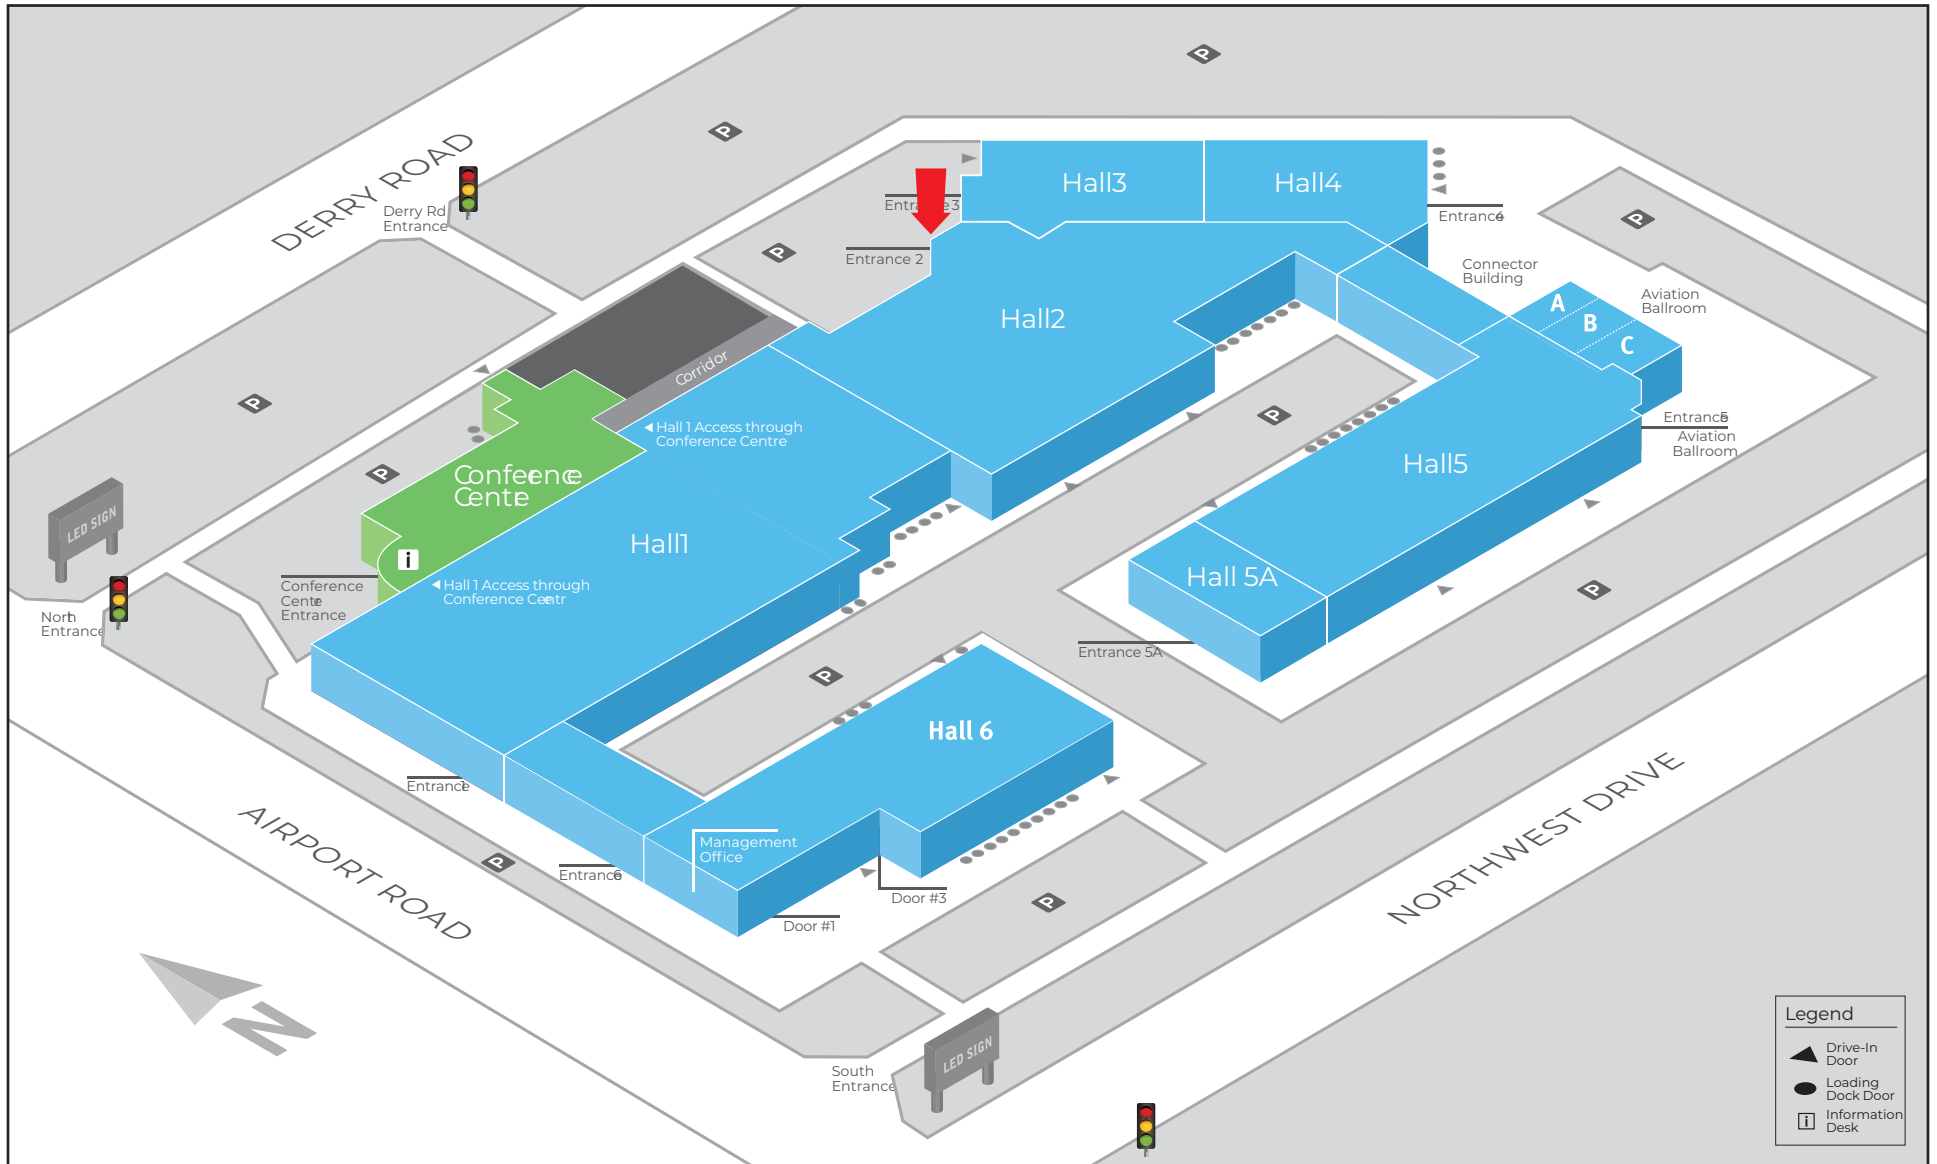 P
P
DERRY ROAD
Derry Rd
Entrance
Hall3
Hall4
Entrance 3
Entrance 4
P
Entrance 2
P
Connector
Building
Aviation
Ballroom
A
B
C
Hall2
Corridor
P
P
Hall 1 Access through
Conference Centre
Entrance 5
Aviation
Ballroom
Conference
Centre
P
Hall5
LED SIGN
Hall1
i
Hall 1 Access through
Conference Centr
Conference
Centre
Entrance
Hall 5A
P
North
Entrance
Entrance 5A
P
Hall 6
Entrance 1
AIRPORT ROAD
NORTHWEST DRIVE
Management
Office
P
Entrance 6
Door #3
P
Door #1
N
LED SIGN
South
Entrance
Legend
Drive-In
Door
Loading
Dock Door
i
Information
Desk